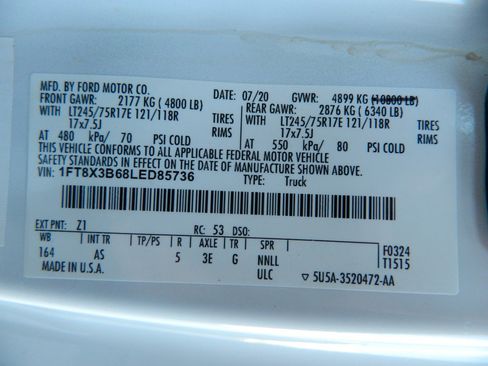 MFD. BY FORD MOTOR CO. DATE: 07/20 GVWR: 4899 KG (10800 LB)
FRONT GAWR: 2177 KG ( 4800 LB) REAR GAWR: 2876 KG ( 6340 LB)
WITH LT245/75R17E 121/118R TIRES WITH LT245/75R17E 121/118R TIRES
17x7.5J RIMS 17x7.5J RIMS
AT 480 kPa/ 70 PSI COLD AT 550 kPa/ 80 PSI COLD
THIS VEHICLE CONFORMS TO ALL APPLICABLE FEDERAL MOTOR VEHICLE
SAFETY STANDARDS IN EFFECT ON THE DATE OF MANUFACTURE SHOWN ABOVE.
VIN: 1FT8X3B68LED85736 TYPE: Truck
EXT PNT: Z1 RC: 53 DSO:
WB INT TR TP/PS R AXLE TR SPR F0324
164 AS 5 3E G NNLL T1515
MADE IN U.S.A. ULC ▽ 5U5A-3520472-AA